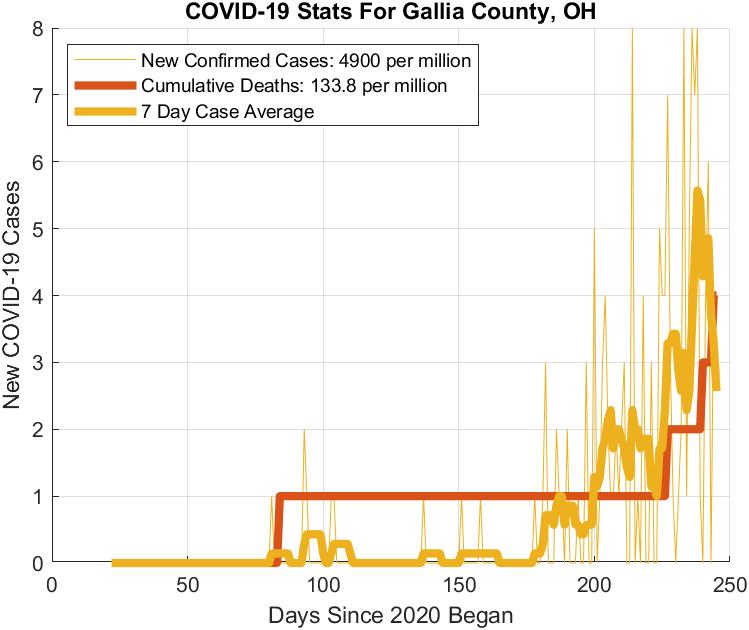 COVID-19 Stats For Gallia County, OH
New Confirmed Cases: 4900 per million
Cumulative Deaths: 133.8 per million
7 Day Case Average
New COVID-19 Cases
8
7
6
5
4
3
2
1
0
0 50 100 150 200 250
Days Since 2020 Began